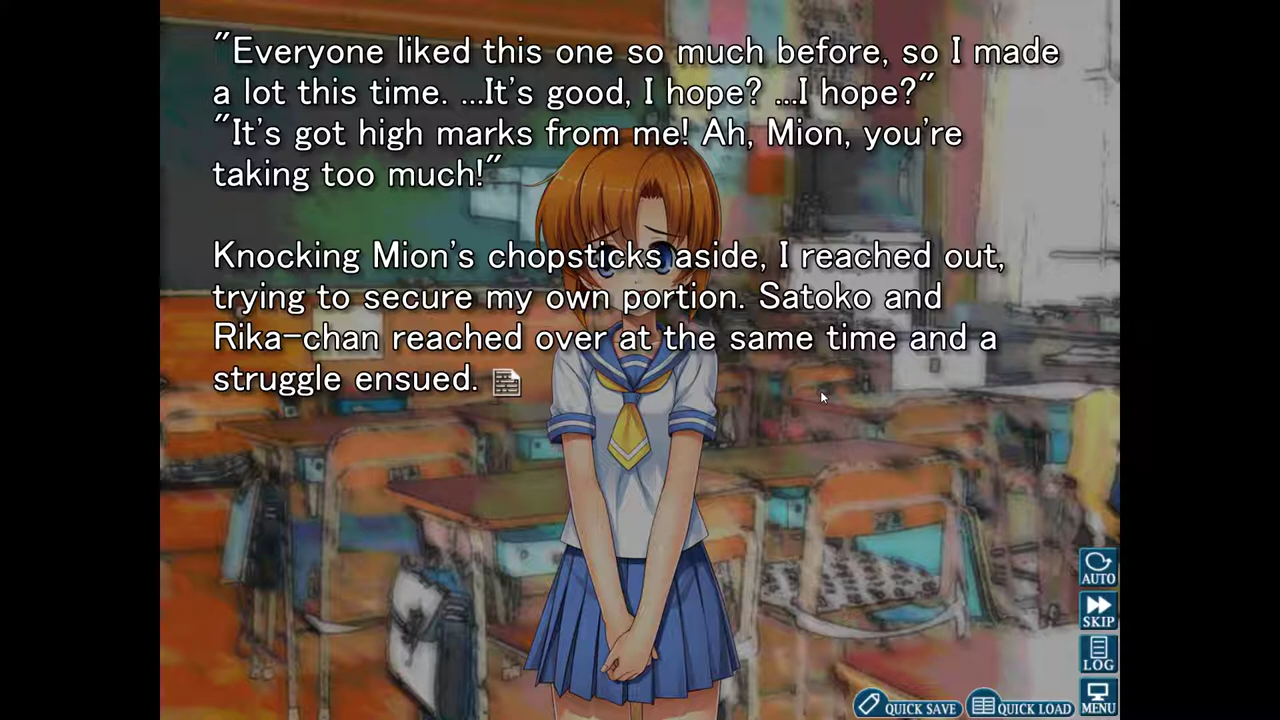 "Everyone liked this one so much before, so I made
a lot this time. ...It's good, I hope? ...I hope?"
"It's got high marks from me! Ah, Mion, you're
taking too much!"
Knocking Mion's chopsticks aside, I reached out,
trying to secure my own portion. Satoko and
Rika-chan reached over at the same time and a
struggle ensued.
AUTO
SKIP
LOG
MENU
QUICK SAVE
QUICK LOAD